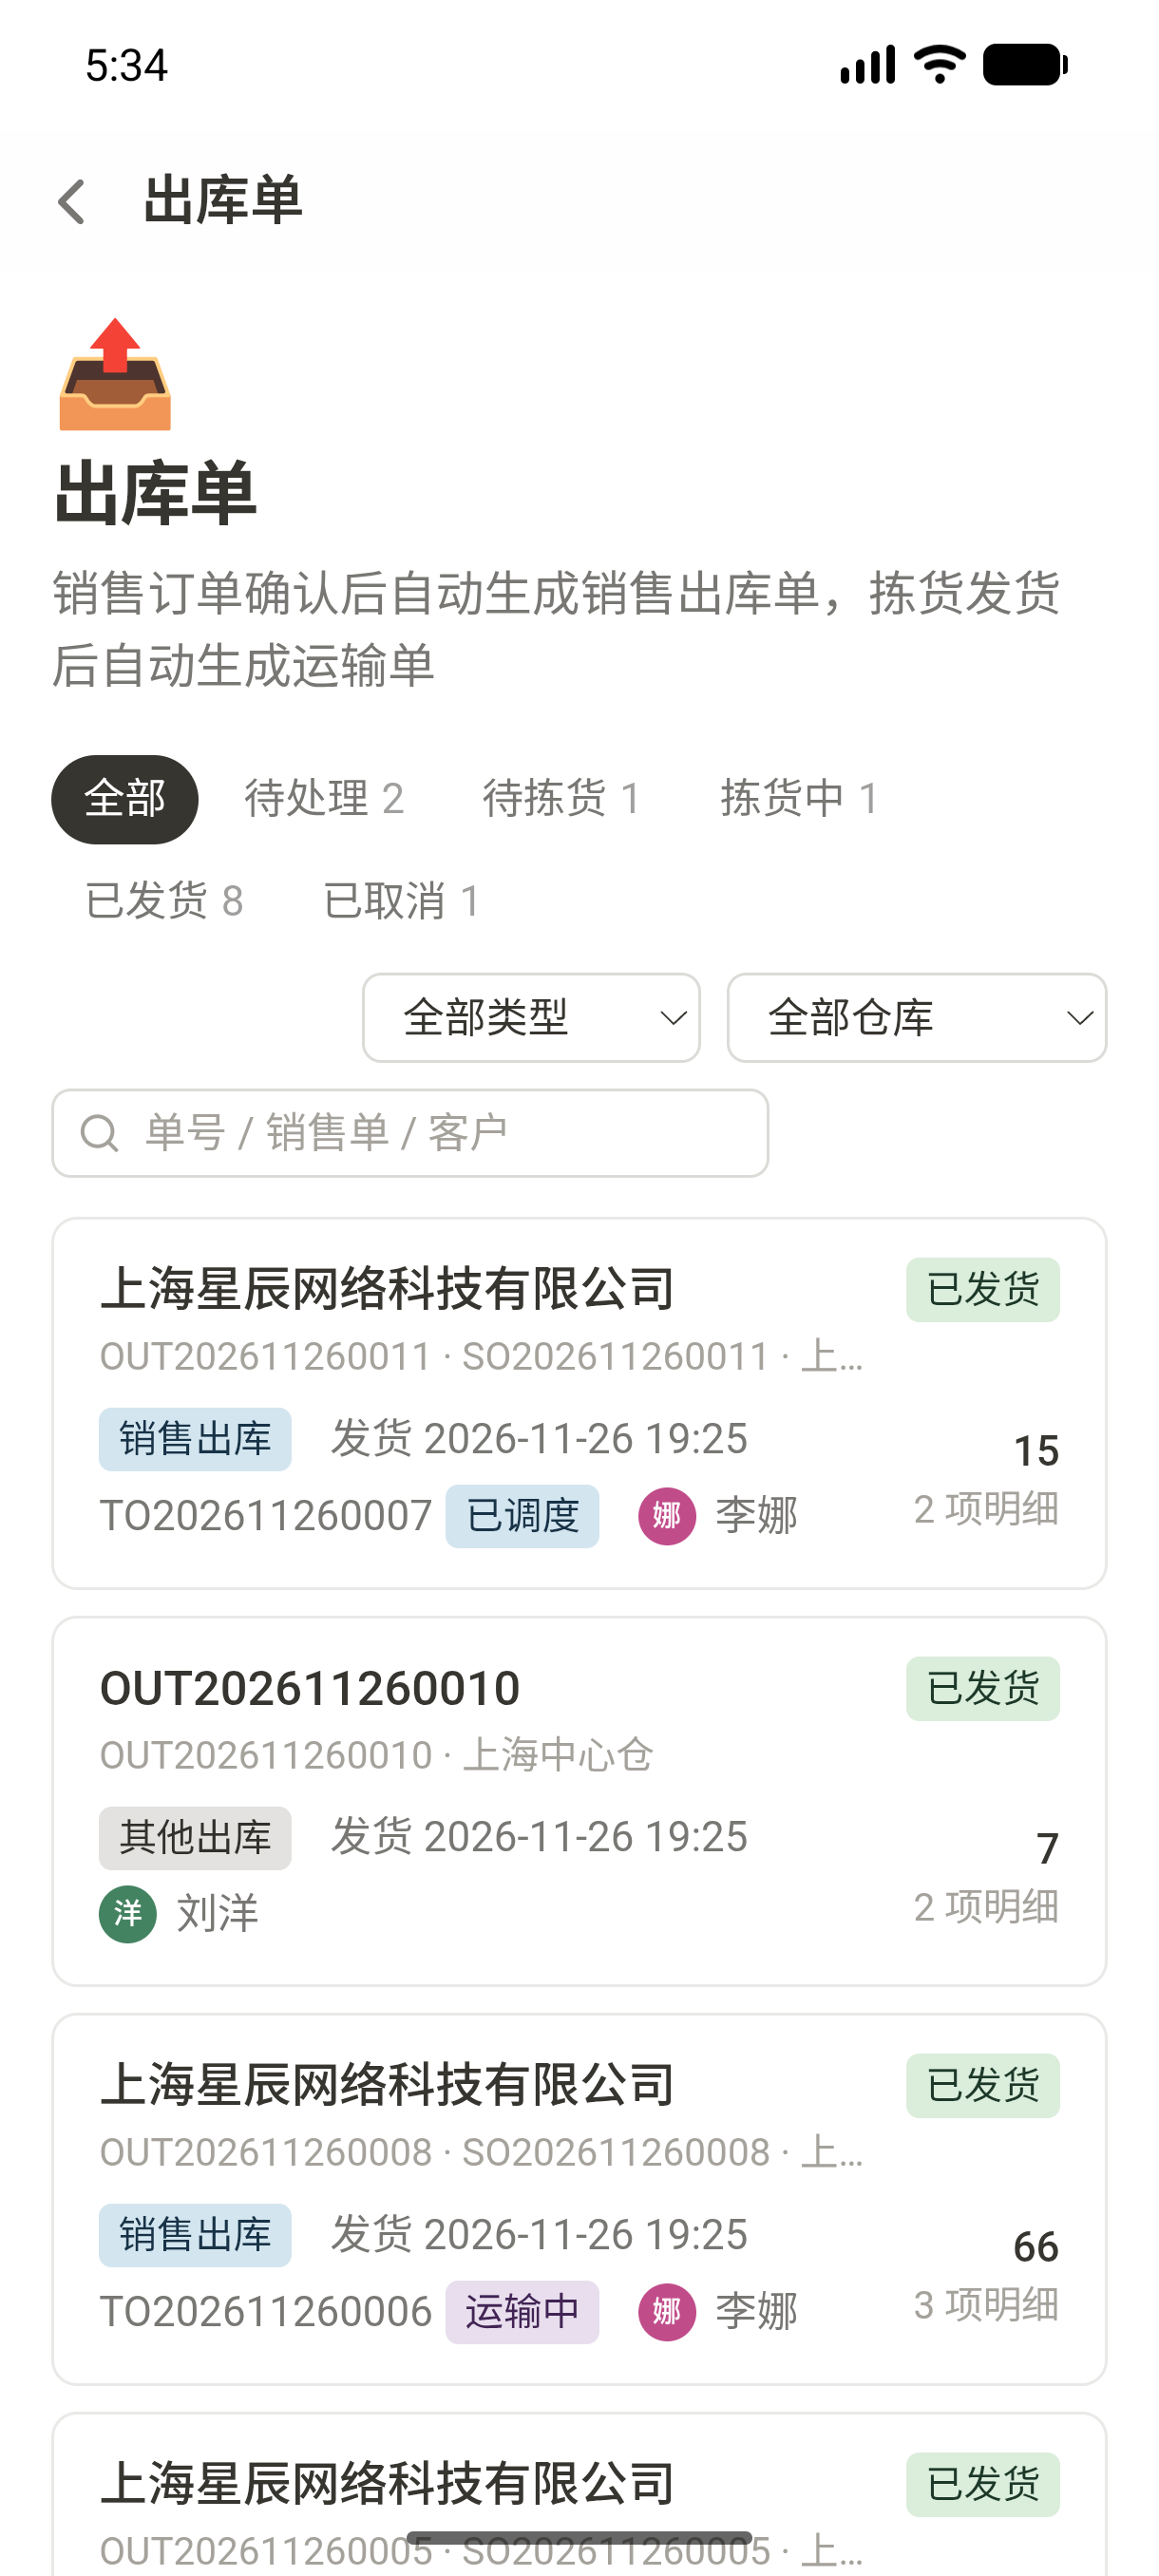 5:34
出库单
出库单
销售订单确认后自动生成销售出库单，拣货发货
后自动生成运输单
全部 待处理 2 待拣货 1 拣货中 1
已发货 8 已取消 1
全部类型 全部仓库
单号 / 销售单 / 客户
上海星辰网络科技有限公司 已发货
OUT202611260011 · SO202611260011 · 上...
销售出库 发货 2026-11-26 19:25 15
TO202611260007 已调度 娜 李娜 2 项明细
OUT202611260010 已发货
OUT202611260010 · 上海中心仓
其他出库 发货 2026-11-26 19:25 7
洋 刘洋 2 项明细
上海星辰网络科技有限公司 已发货
OUT202611260008 · SO202611260008 · 上...
销售出库 发货 2026-11-26 19:25 66
TO202611260006 运输中 娜 李娜 3 项明细
上海星辰网络科技有限公司 已发货
OUT202611260005 · SO202611260005 · 上...